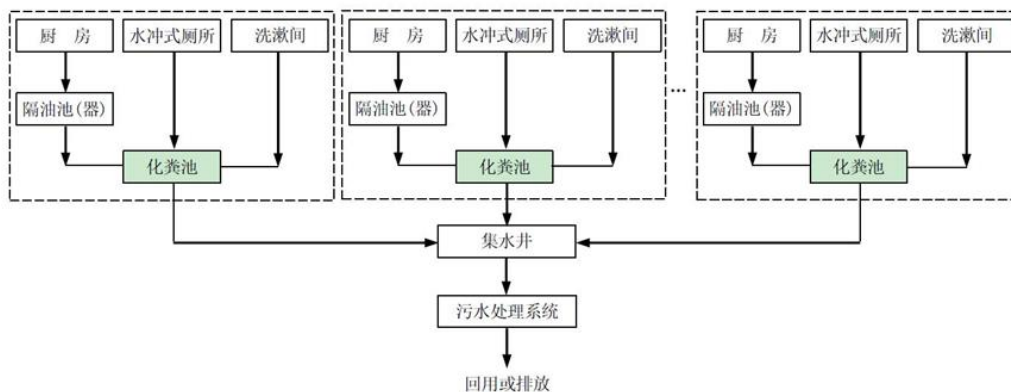 厨 房 水冲式厕所 洗漱间 厨 房 水冲式厕所 洗漱间 厨 房 水冲式厕所 洗漱间
...
隔油池(器) 隔油池(器) 隔油池(器)
化粪池 化粪池 化粪池
集水井
污水处理系统
回用或排放